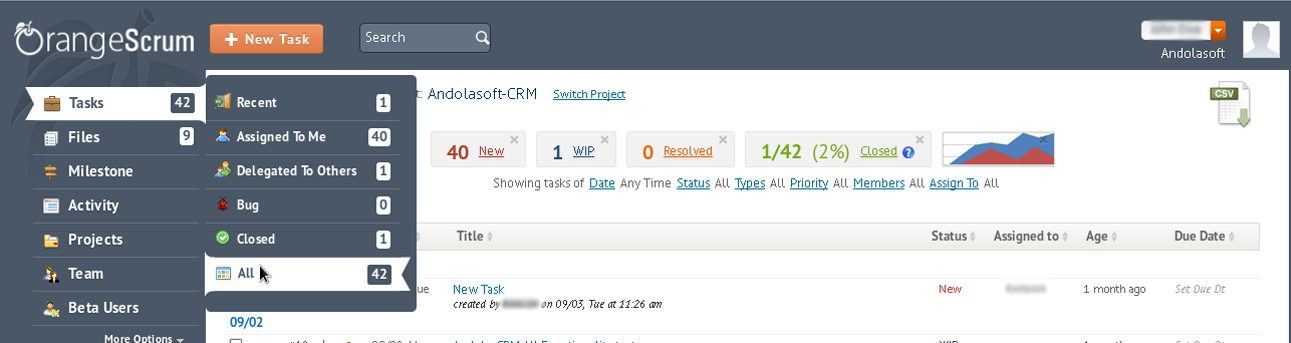 OrangeScrum
+ New Task
Search
Andolasoft
Tasks 42
Files 9
Milestone
Activity
Projects
Team
Beta Users
More Options
Recent 1
Assigned To Me 40
Delegated To Others 1
Bug 0
Closed 1
All 42
Andolasoft-CRM Switch Project
CSV
40 New
1 WIP
0 Resolved
1/42 (2%) Closed ?
Showing tasks of Date Any Time Status All Types All Priority All Members All Assign To All
Title Status Assigned to Age Due Date
ue New Task New 1 month ago Set Due Dt
created by on 09/03, Tue at 11:26 am
09/02